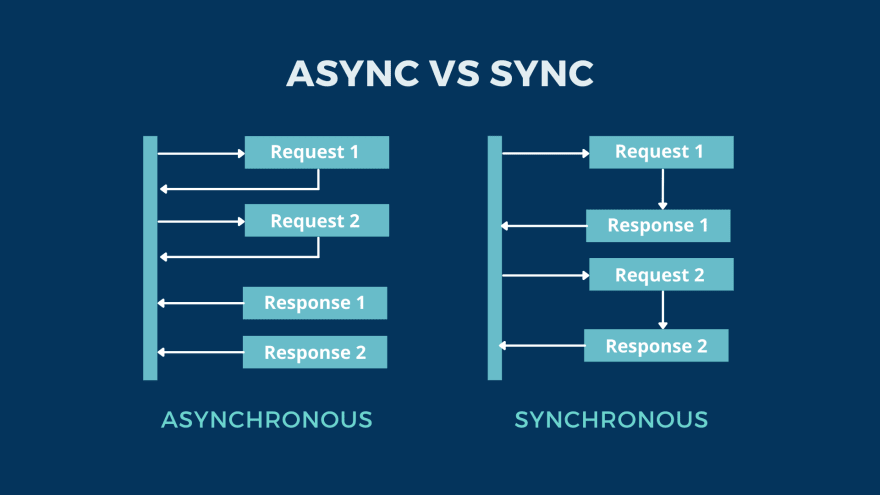 ASYNC VS SYNC
Request 1
Request 2
Response 1
Response 2
ASYNCHRONOUS
Request 1
Response 1
Request 2
Response 2
SYNCHRONOUS